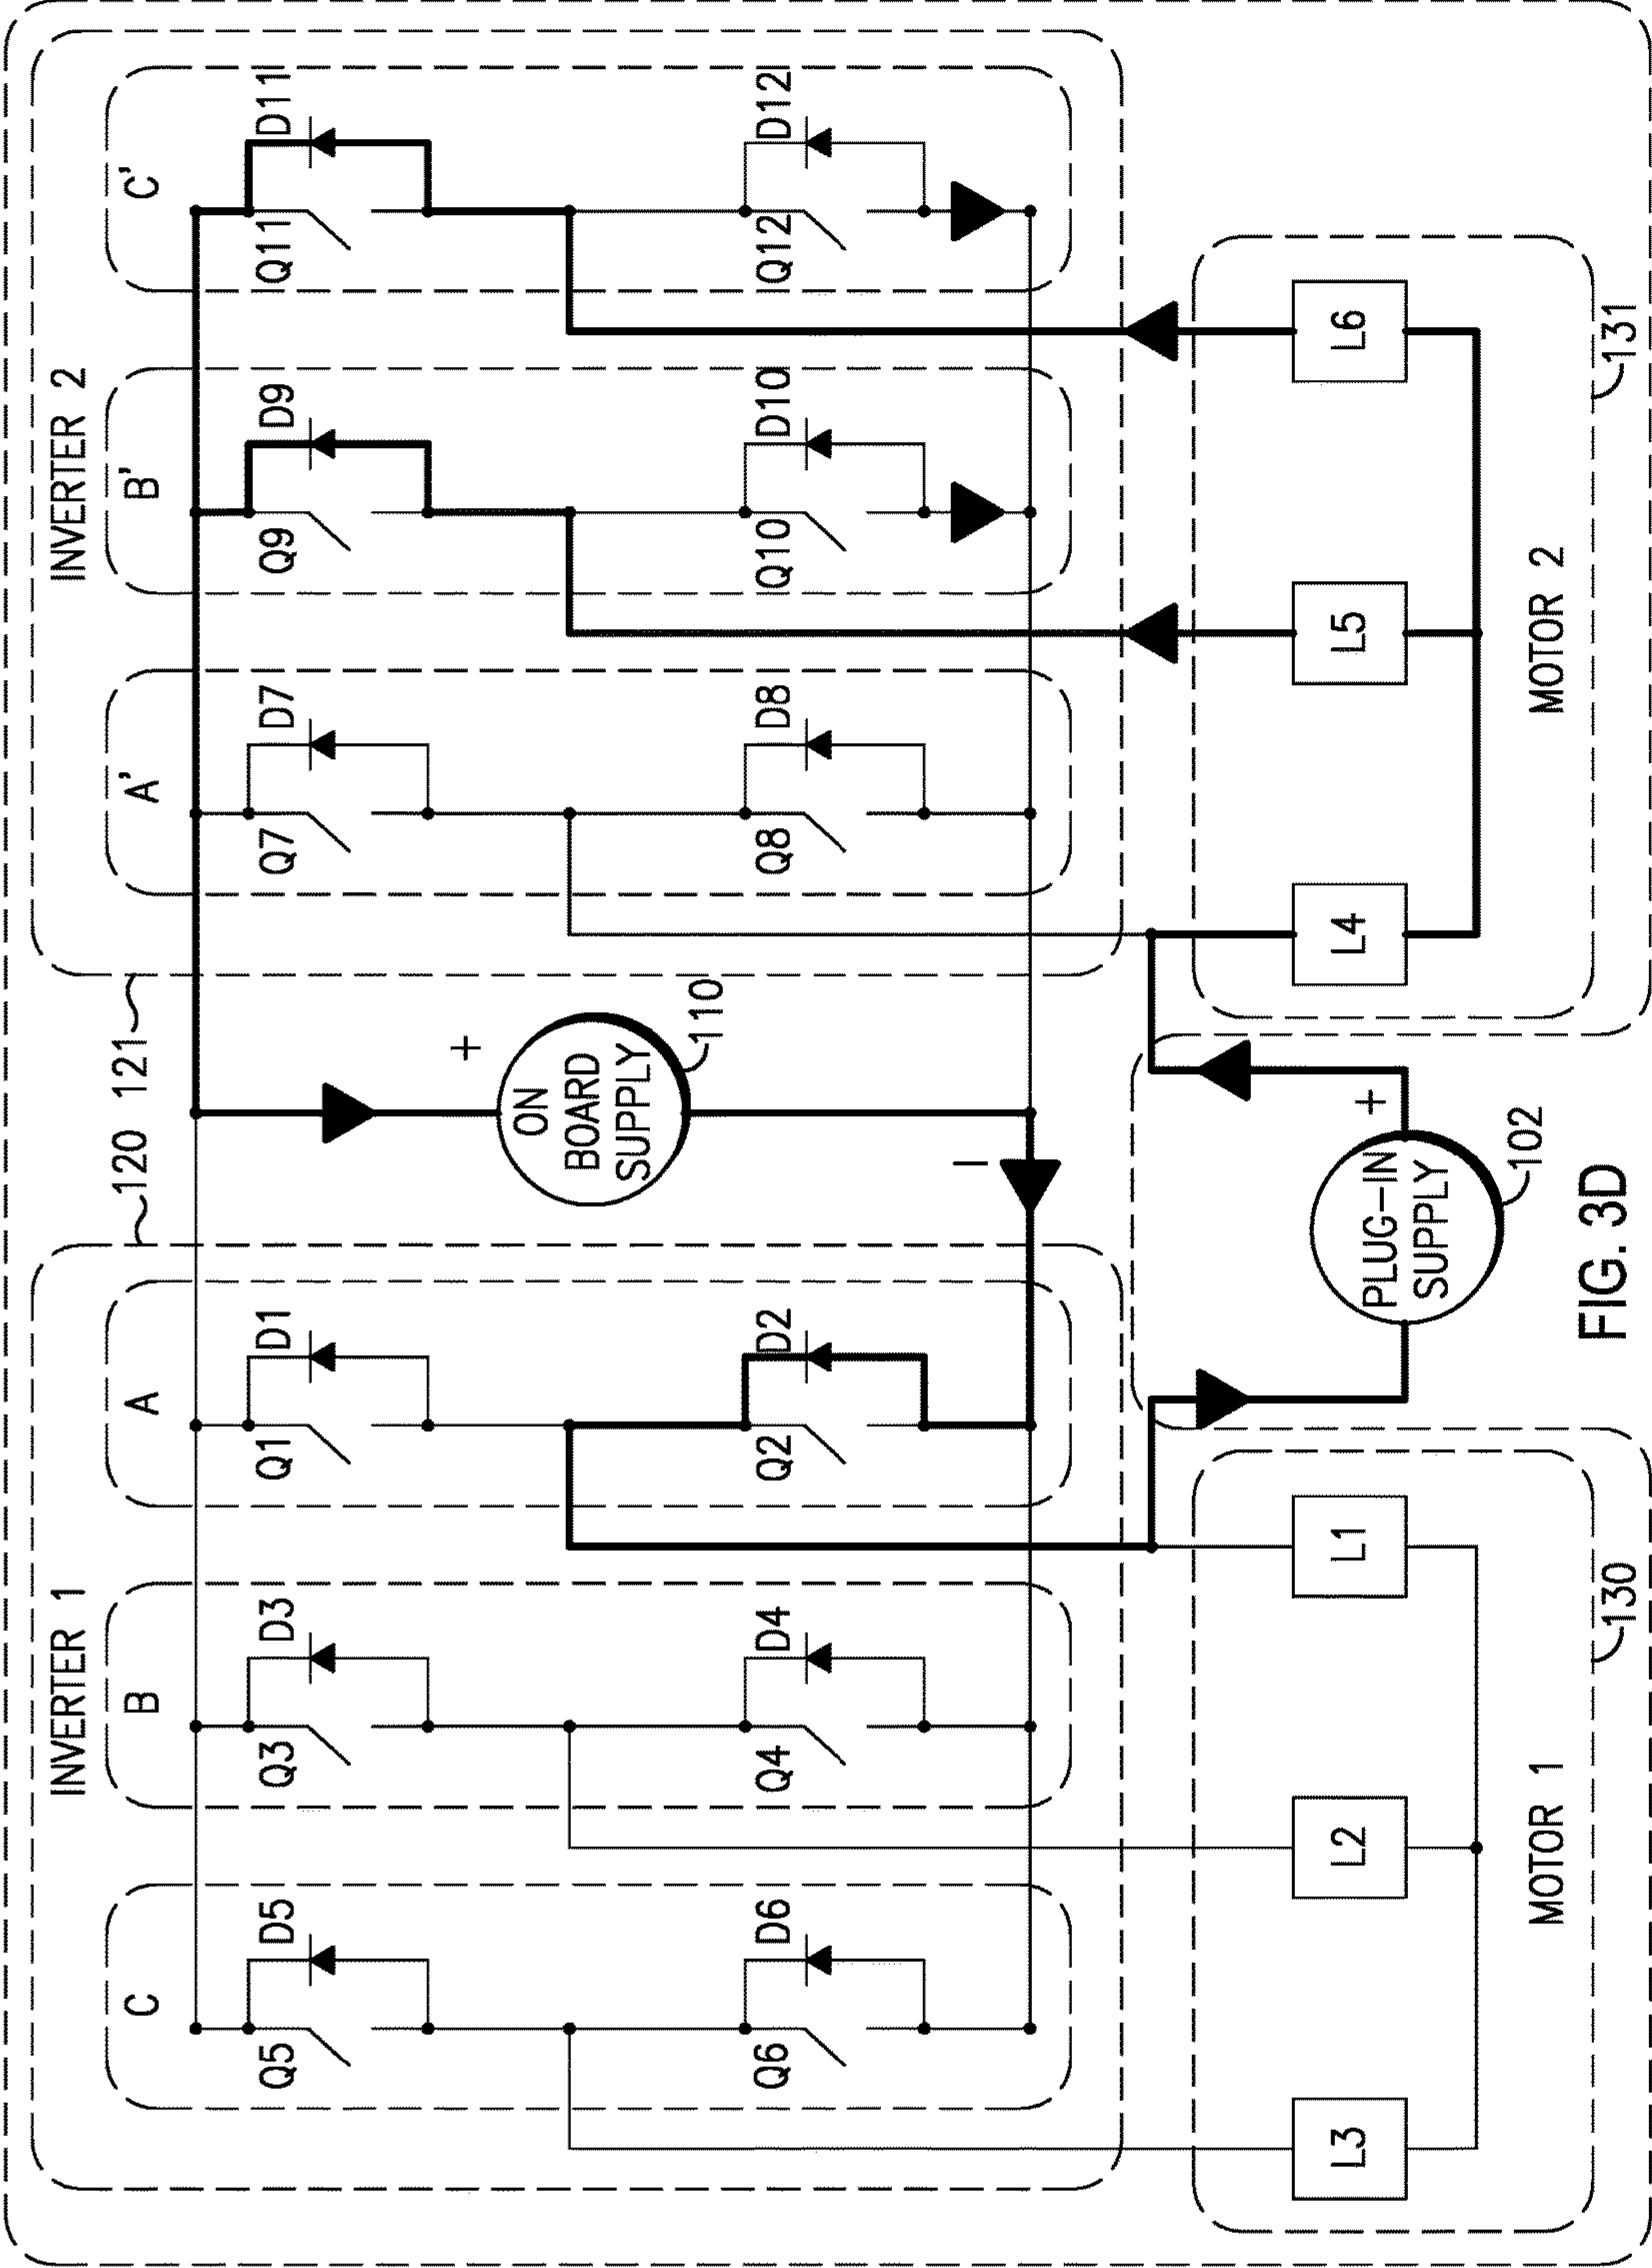 INVERTER 1
120
121
INVERTER 2
C
B
A
A'
B'
C'
Q5
D5
Q3
D3
Q1
D1
Q7
D7
Q9
D9
Q11
D11
+
ON
BOARD
SUPPLY
110
Q6
D6
Q4
D4
Q2
D2
Q8
D8
Q10
D10
Q12
D12
−
L3
L2
L1
PLUG-IN
SUPPLY
+
102
L4
L5
L6
MOTOR 1
130
MOTOR 2
131
FIG. 3D